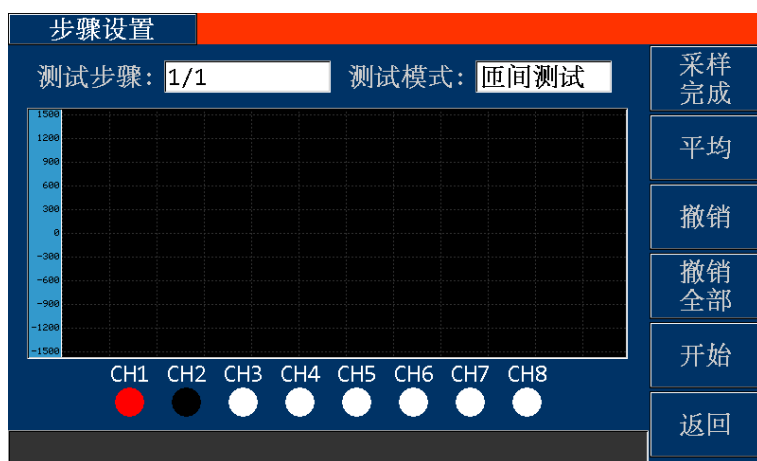 步骤设置
测试步骤: 1/1 测试模式: 匝间测试
采样
完成
平均
撤销
撤销
全部
开始
返回
1500
1200
900
600
300
0
-300
-600
-900
-1200
-1500
CH1 CH2 CH3 CH4 CH5 CH6 CH7 CH8